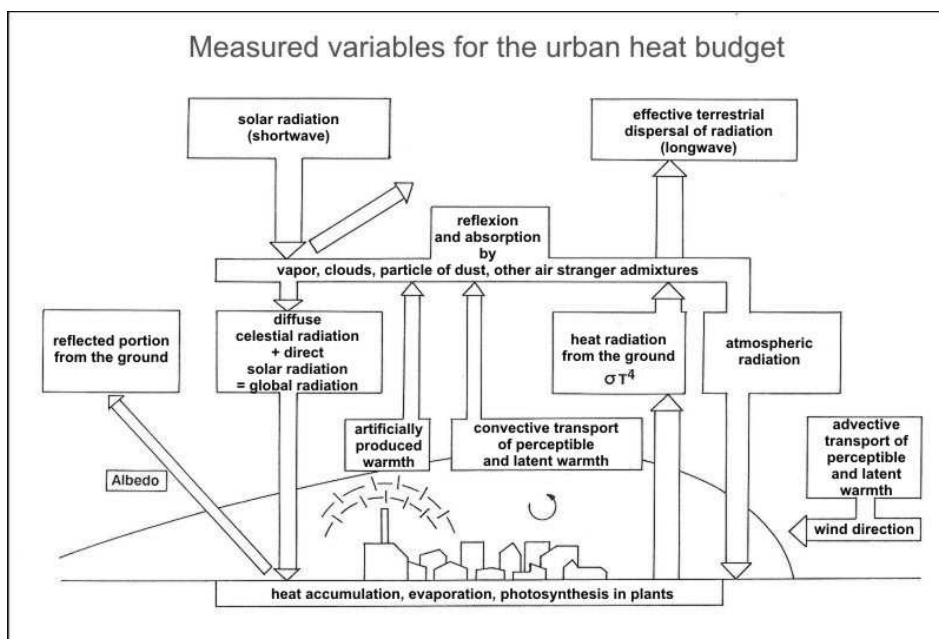 Measured variables for the urban heat budget
solar radiation
(shortwave)
effective terrestrial
dispersal of radiation
(longwave)
reflexion
and absorption
by
vapor, clouds, particle of dust, other air stranger admixtures
reflected portion
from the ground
diffuse
celestial radiation
+ direct
solar radiation
= global radiation
heat radiation
from the ground
σT⁴
atmospheric
radiation
artificially
produced
warmth
convective transport
of perceptible
and latent warmth
advective
transport of
perceptible
and latent
warmth
Albedo
wind direction
heat accumulation, evaporation, photosynthesis in plants